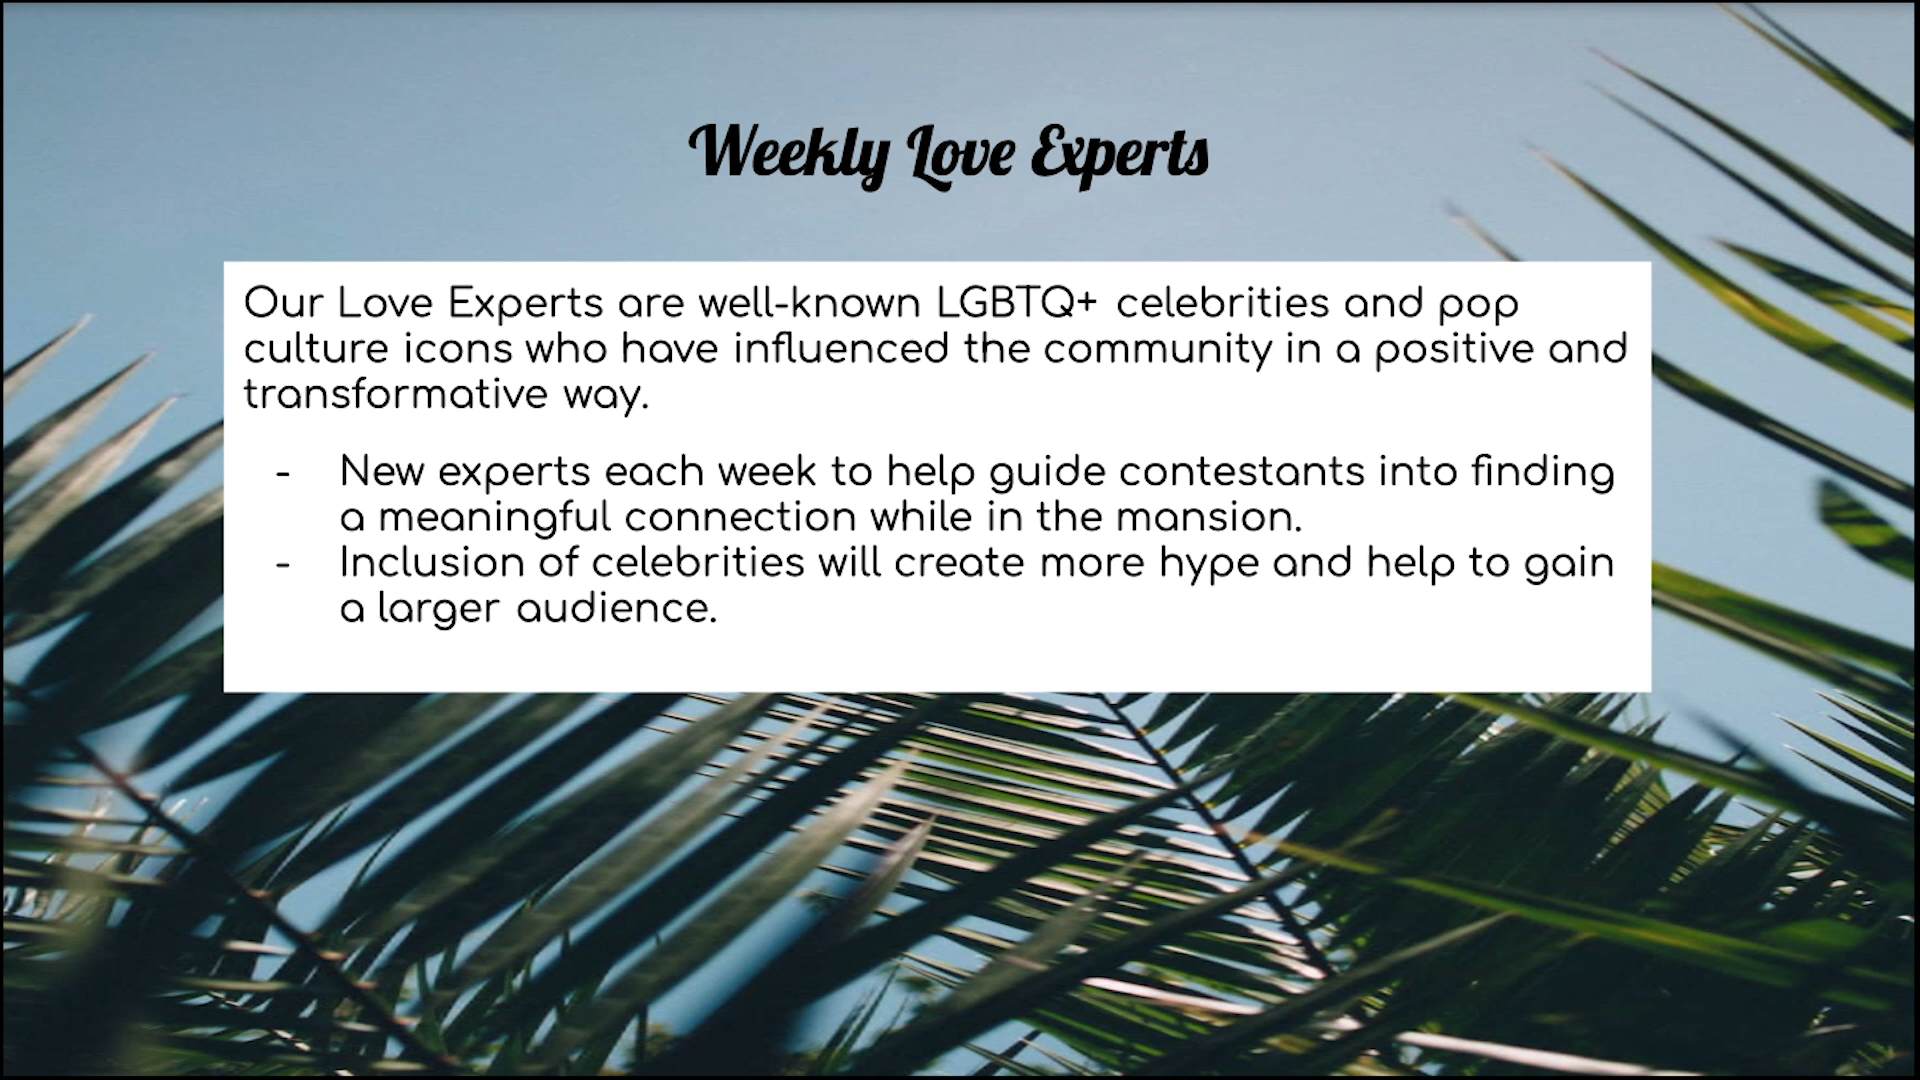 Weekly Love Experts
Our Love Experts are well-known LGBTQ+ celebrities and pop
culture icons who have influenced the community in a positive and
transformative way.
- New experts each week to help guide contestants into finding
a meaningful connection while in the mansion.
- Inclusion of celebrities will create more hype and help to gain
a larger audience.